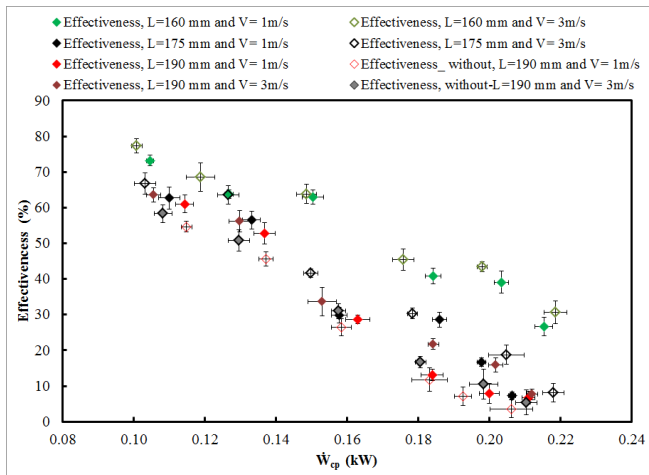 Effectiveness, L=160 mm and V= 1m/s
Effectiveness, L=160 mm and V= 3m/s
Effectiveness, L=175 mm and V= 1m/s
Effectiveness, L=175 mm and V= 3m/s
Effectiveness, L=190 mm and V= 1m/s
Effectiveness_ without, L=190 mm and V= 1m/s
Effectiveness, L=190 mm and V= 3m/s
Effectiveness, without-L=190 mm and V= 3m/s
90
80
70
60
50
40
30
20
10
0
Effectivencess (%)
0.08 0.10 0.12 0.14 0.16 0.18 0.20 0.22 0.24
Ẇcp (kW)